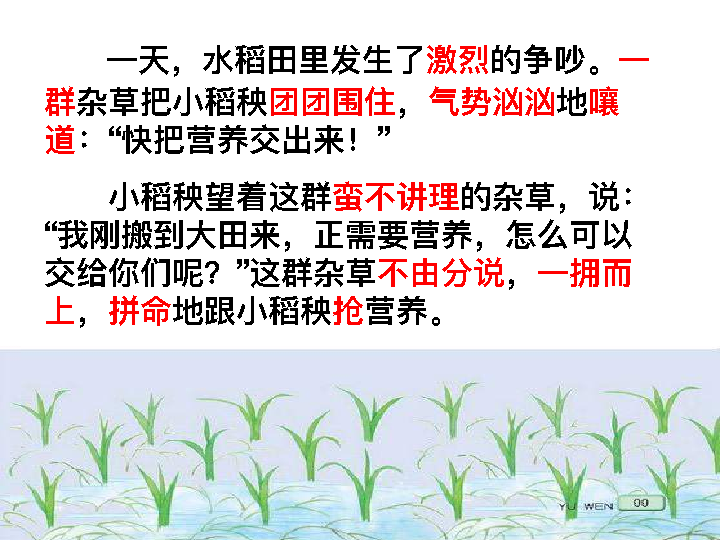 一天，水稻田里发生了激烈的争吵。一
群杂草把小稻秧团团围住，气势汹汹地嚷
道：“快把营养交出来！”
小稻秧望着这群蛮不讲理的杂草，说：
“我刚搬到大田来，正需要营养，怎么可以
交给你们呢？”这群杂草不由分说，一拥而
上，拼命地跟小稻秧抢营养。
YU WEN 99